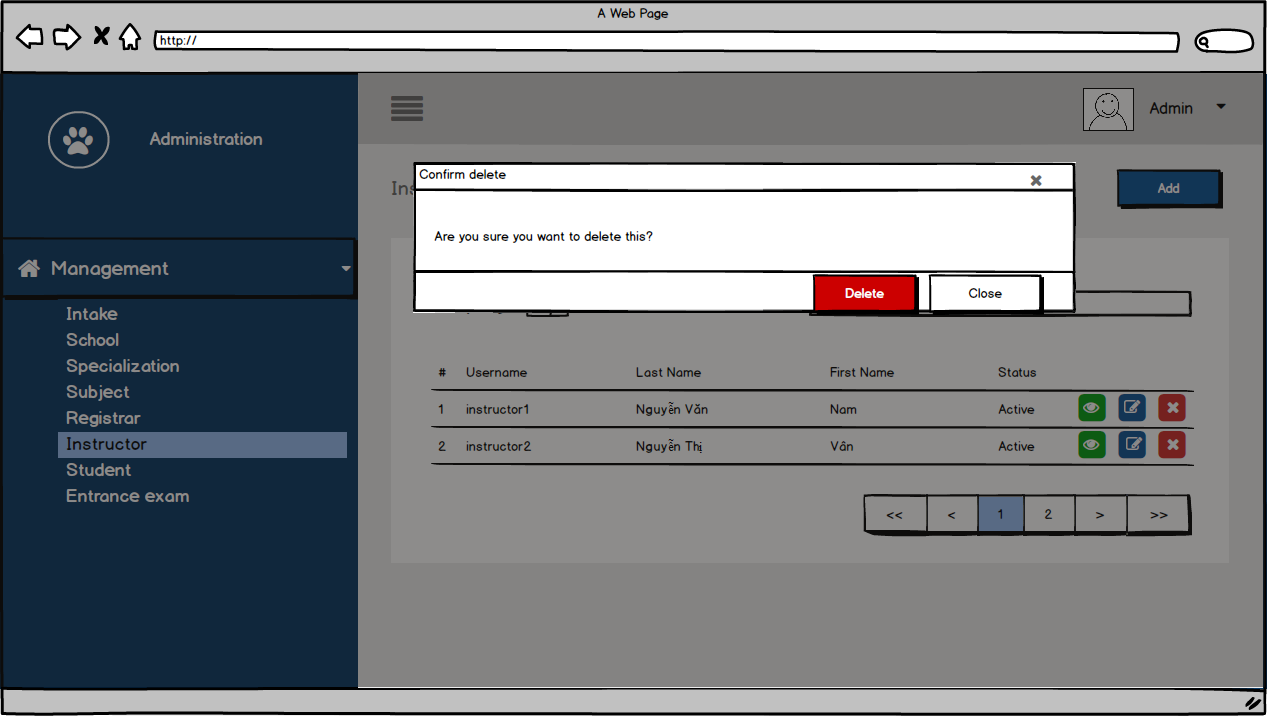 A Web Page
http://
Administration
Admin
Confirm delete
Add
Are you sure you want to delete this?
Management
Delete
Close
Intake
School
Specialization
Subject
Registrar
Instructor
Student
Entrance exam
# Username Last Name First Name Status
1 instructor1 Nguyễn Văn Nam Active
2 instructor2 Nguyễn Thị Vân Active
<< < 1 2 > >>